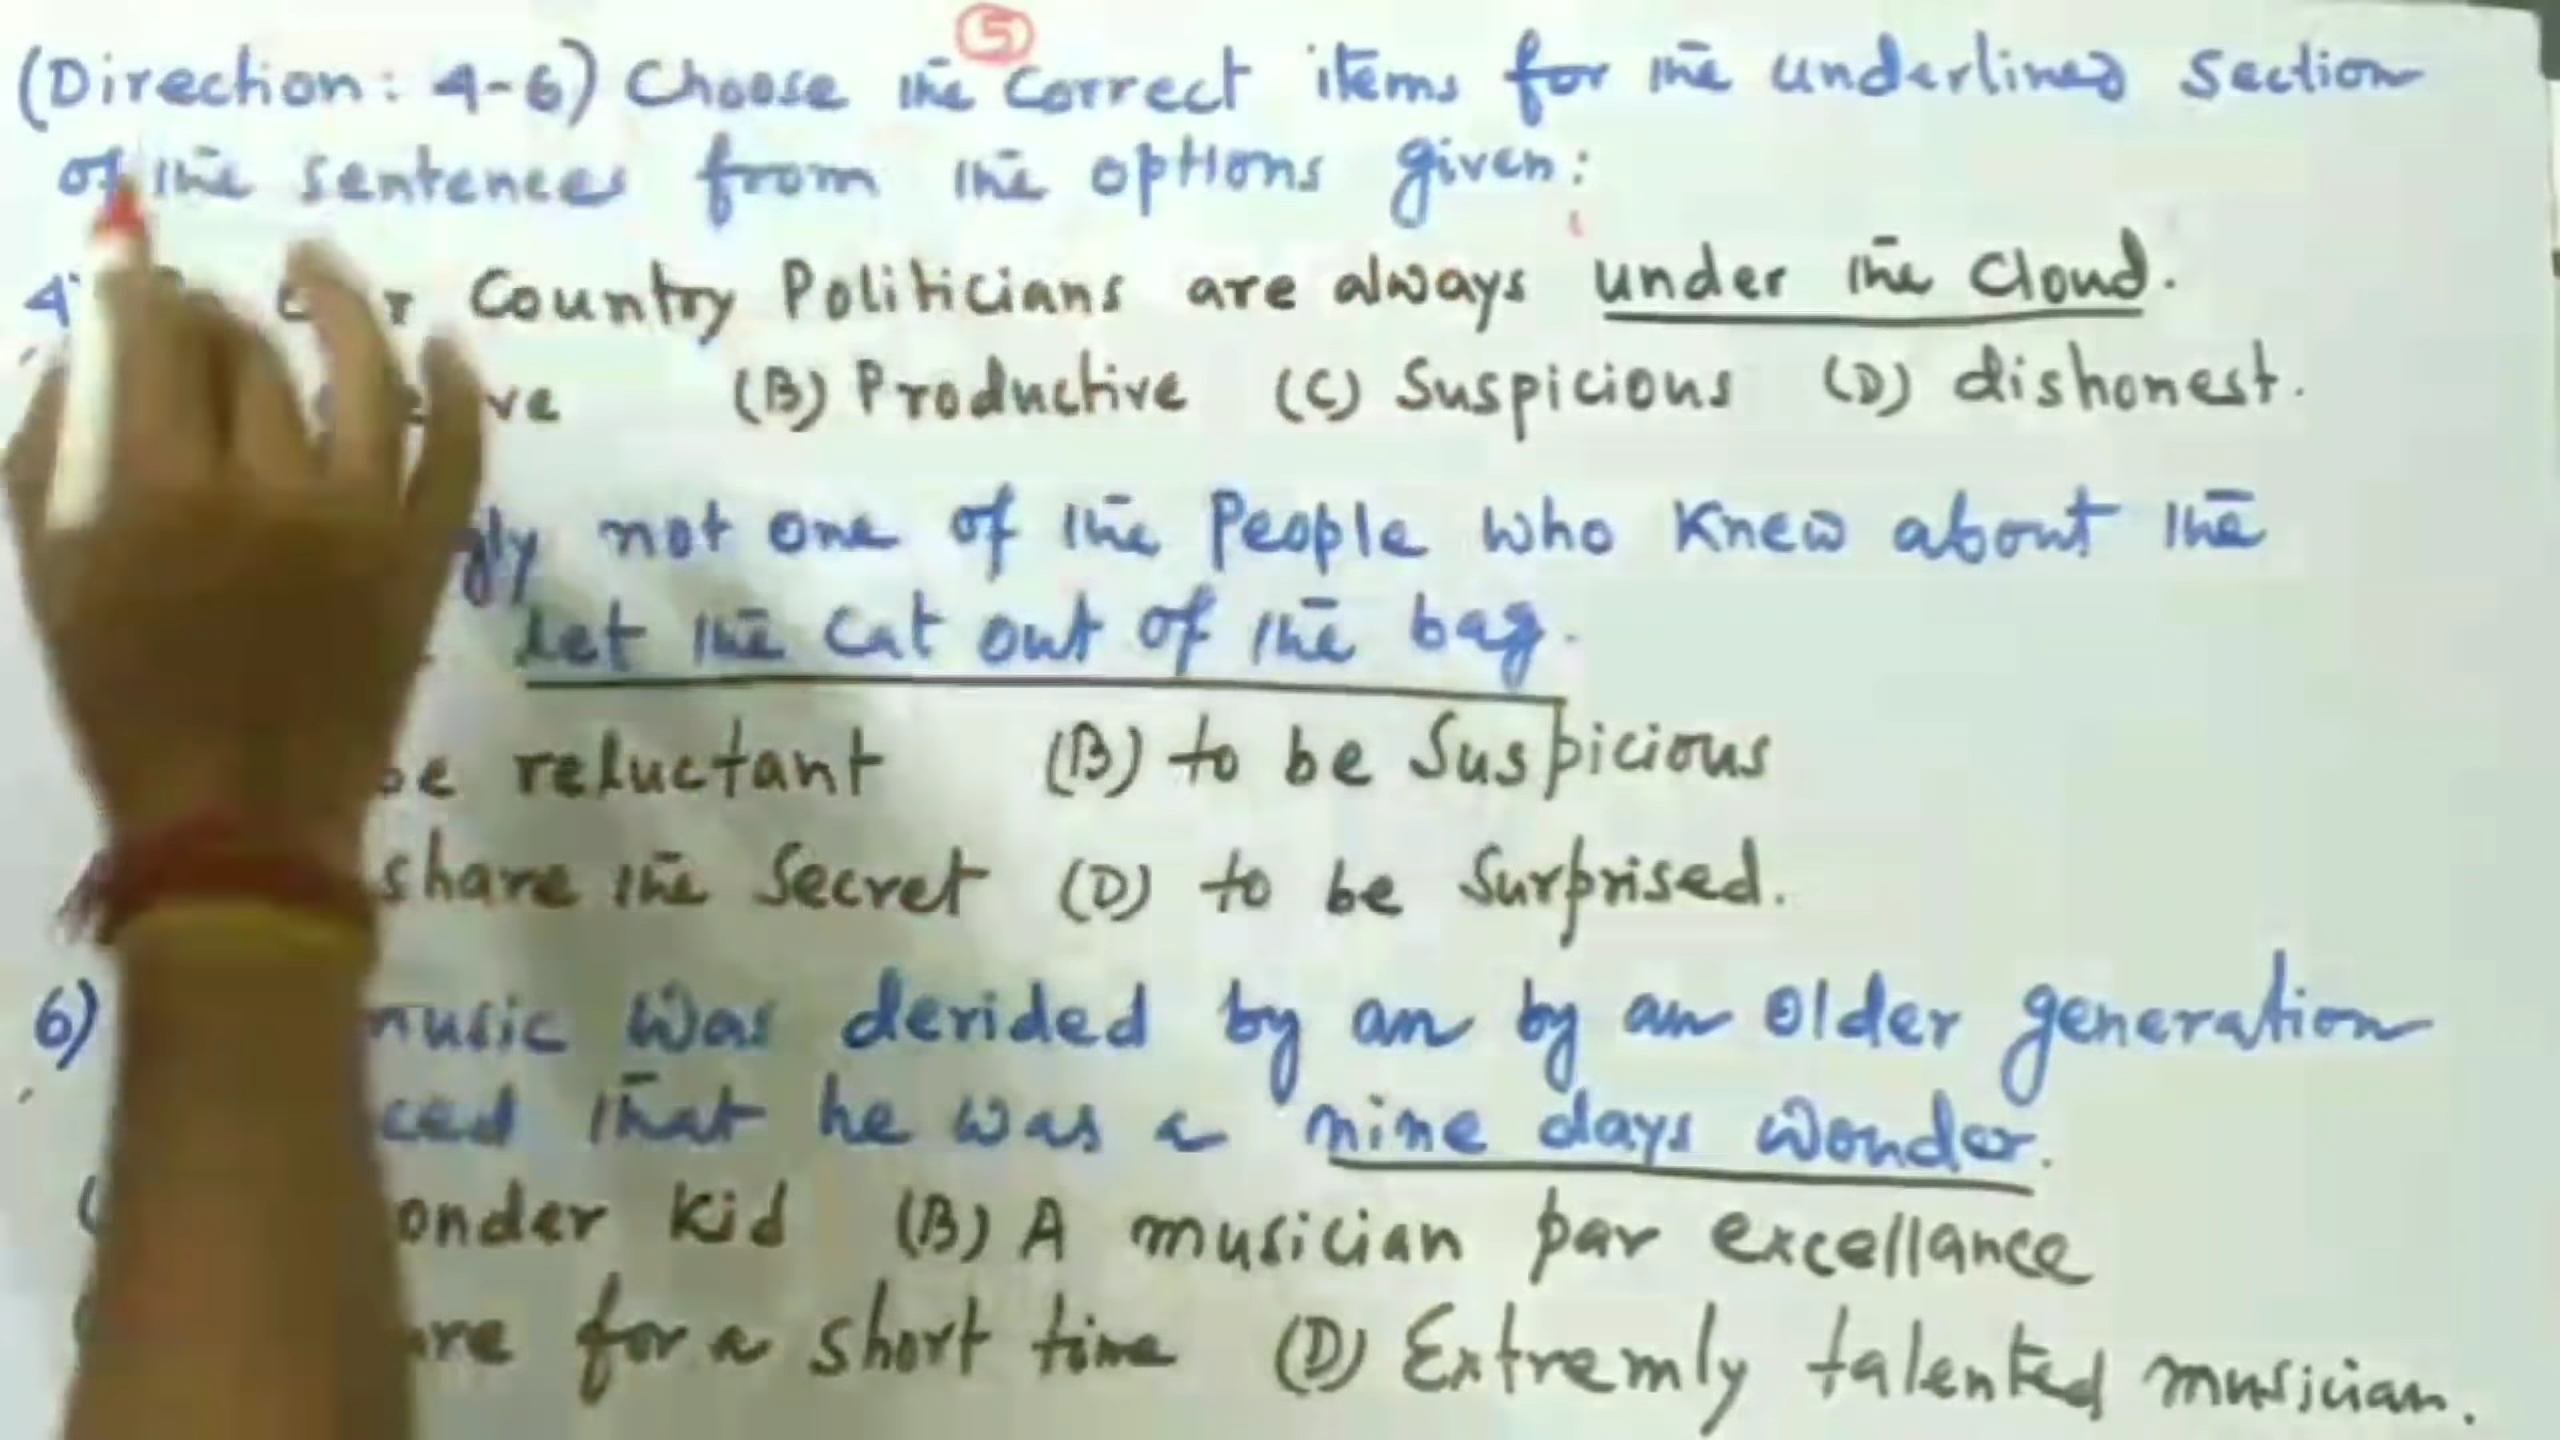 5
(Direction: 4-6) Choose the correct items for the underlined section
of the sentences from the options given:
4 Country Politicians are always under the Cloud.
ve (B) Productive (C) Suspicious (D) dishonest.
gly not one of the People who knew about the
let the cat out of the bag.
be reluctant (B) to be Suspicious
share the Secret (D) to be Surprised.
6) music was derided by an by an older generation
ced that he was a nine days wonder.
onder kid (B) A musician par excellance
for a short time (D) Extremly talented musician.